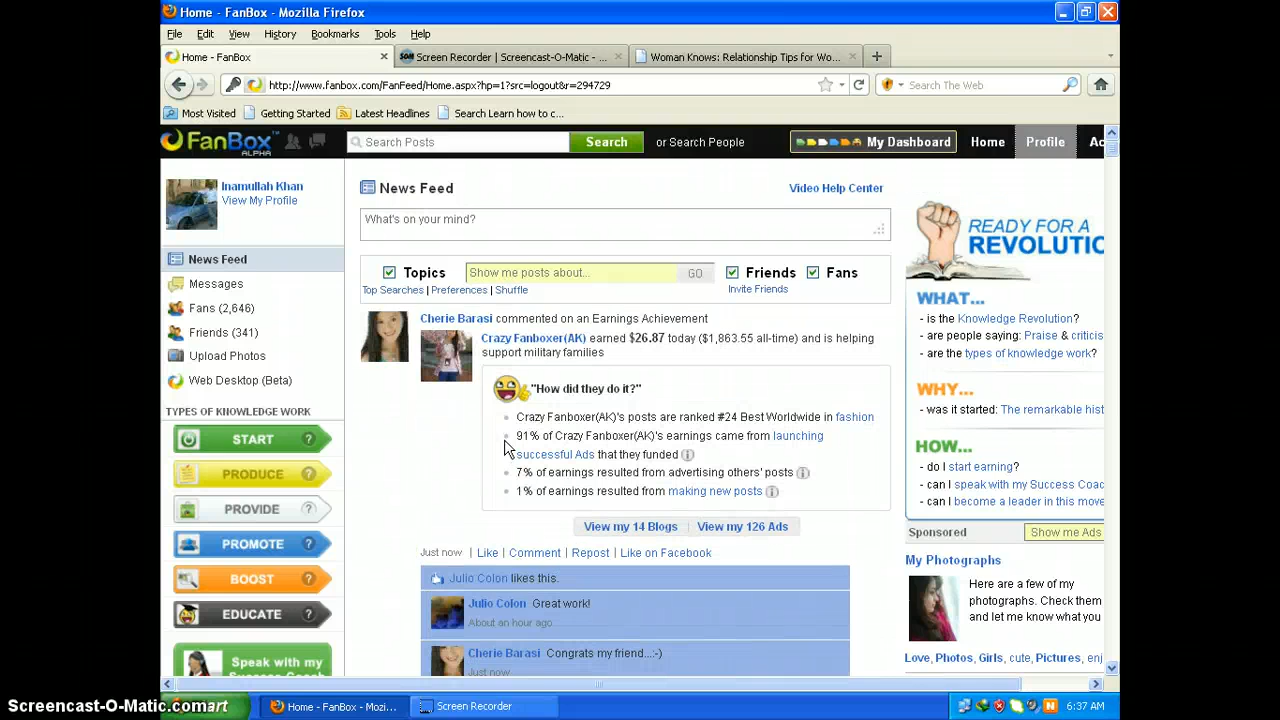 Home - FanBox - Mozilla Firefox
File Edit View History Bookmarks Tools Help
Home - FanBox
Screen Recorder | Screencast-O-Matic - ...
Woman Knows: Relationship Tips for Wo...
http://www.fanbox.com/FanFeed/Home.aspx?hp=1?src=logout&r=294729
Search The Web
Most Visited Getting Started Latest Headlines Search Learn how to c...
FanBox ALPHA
Search Posts
Search
or Search People
My Dashboard
Home
Profile
Ac
Inamullah Khan
View My Profile
News Feed
Messages
Fans (2,646)
Friends (341)
Upload Photos
Web Desktop (Beta)
TYPES OF KNOWLEDGE WORK
START ?
PRODUCE ?
PROVIDE ?
PROMOTE ?
BOOST ?
EDUCATE ?
Speak with my
News Feed
Video Help Center
What's on your mind?
Topics
Show me posts about...
GO
Friends
Fans
Top Searches | Preferences | Shuffle
Invite Friends
Cherie Barasi commented on an Earnings Achievement
Crazy Fanboxer(AK) earned $26.87 today ($1,863.55 all-time) and is helping
support military families
"How did they do it?"
Crazy Fanboxer(AK)'s posts are ranked #24 Best Worldwide in fashion
91% of Crazy Fanboxer(AK)'s earnings came from launching
successful Ads that they funded
7% of earnings resulted from advertising others' posts
1% of earnings resulted from making new posts
View my 14 Blogs | View my 126 Ads
Just now | Like | Comment | Repost | Like on Facebook
Julio Colon likes this.
Julio Colon Great work!
About an hour ago
Cherie Barasi Congrats my friend...:-)
Just now
READY FOR A
REVOLUTIO
WHAT...
- is the Knowledge Revolution?
- are people saying: Praise & criticis
- are the types of knowledge work?
WHY...
- was it started: The remarkable hist
HOW...
- do I start earning?
- can I speak with my Success Coac
- can I become a leader in this move
Sponsored
Show me Ads
My Photographs
Here are a few of my
photographs. Check them
and let me know what you
Love, Photos, Girls, cute, Pictures, enj
Screencast-O-Matic.com
art
Home - FanBox - Mozi...
Screen Recorder
6:37 AM